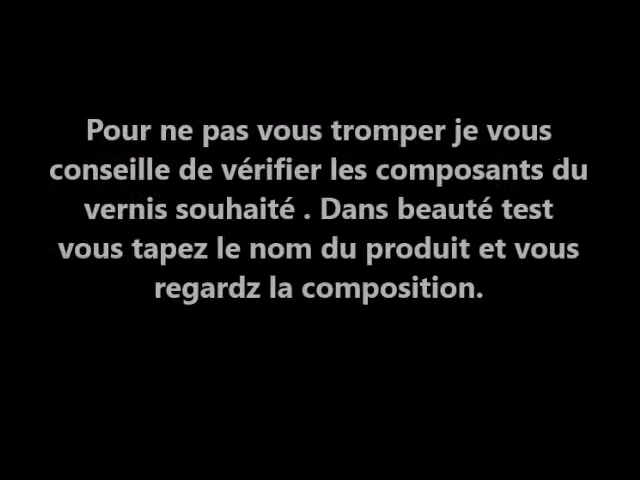 Pour ne pas vous tromper je vous
conseille de vérifier les composants du
vernis souhaité . Dans beauté test
vous tapez le nom du produit et vous
regardz la composition.